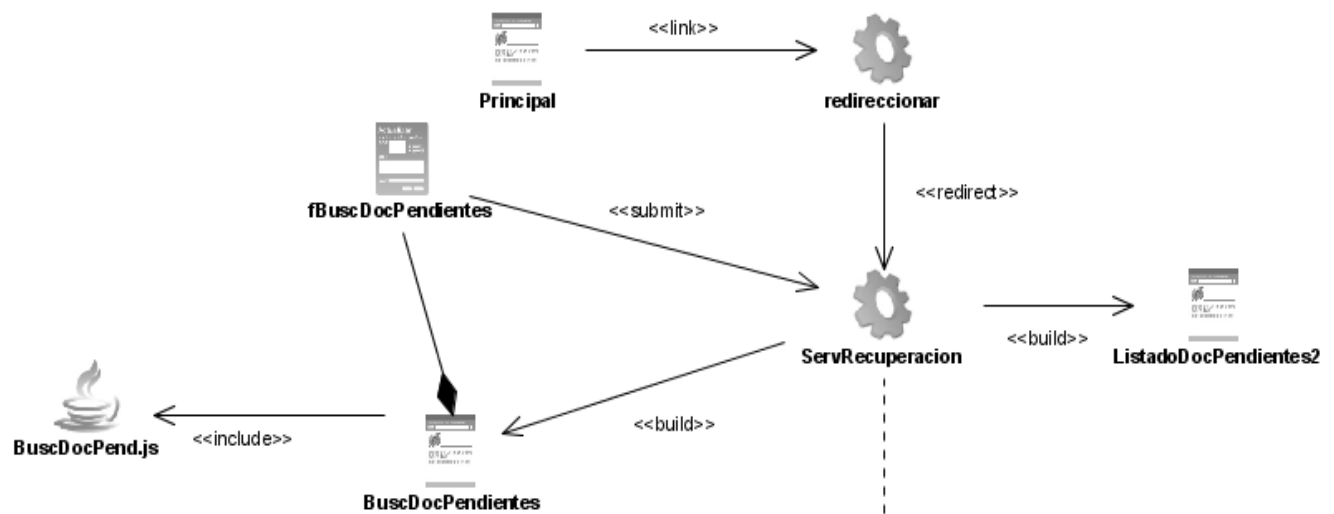 <<link>>
Principal
redireccionar
<<redirect>>
fBuscDocPendientes
<<submit>>
ServRecuperacion
<<build>>
ListadoDocPendientes2
BuscDocPend.js
<<include>>
<<build>>
BuscDocPendientes